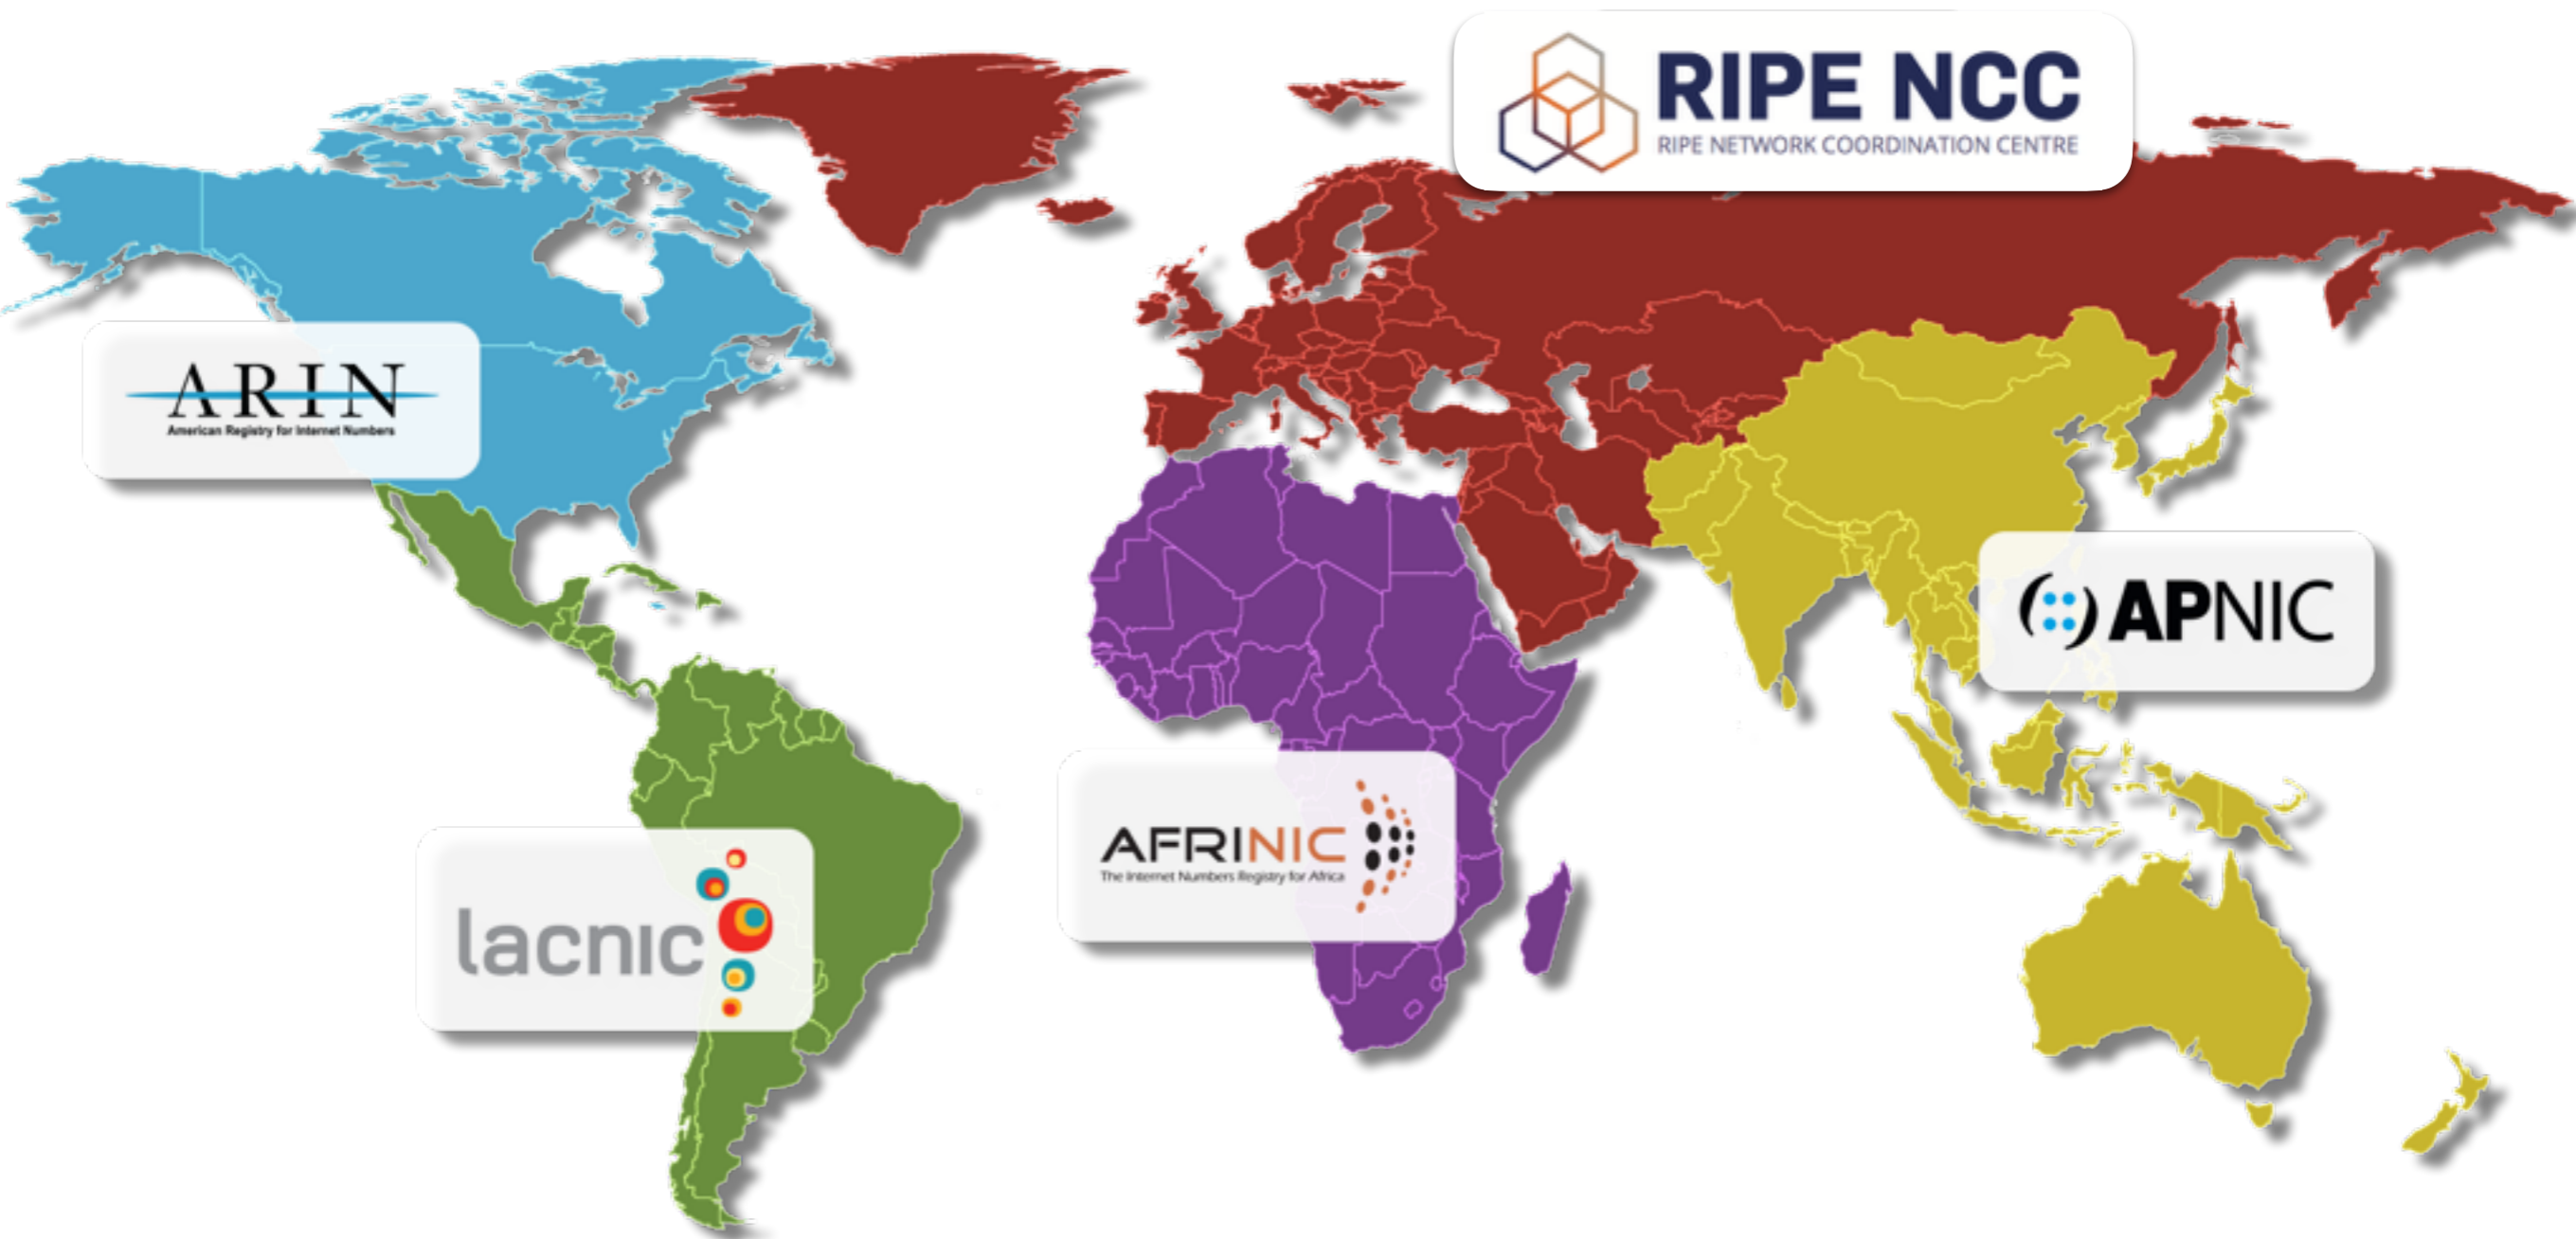 RIPE NCC
RIPE NETWORK COORDINATION CENTRE
ARIN
American Registry for Internet Numbers
APNIC
AFRINIC
The Internet Numbers Registry for Africa
lacnic